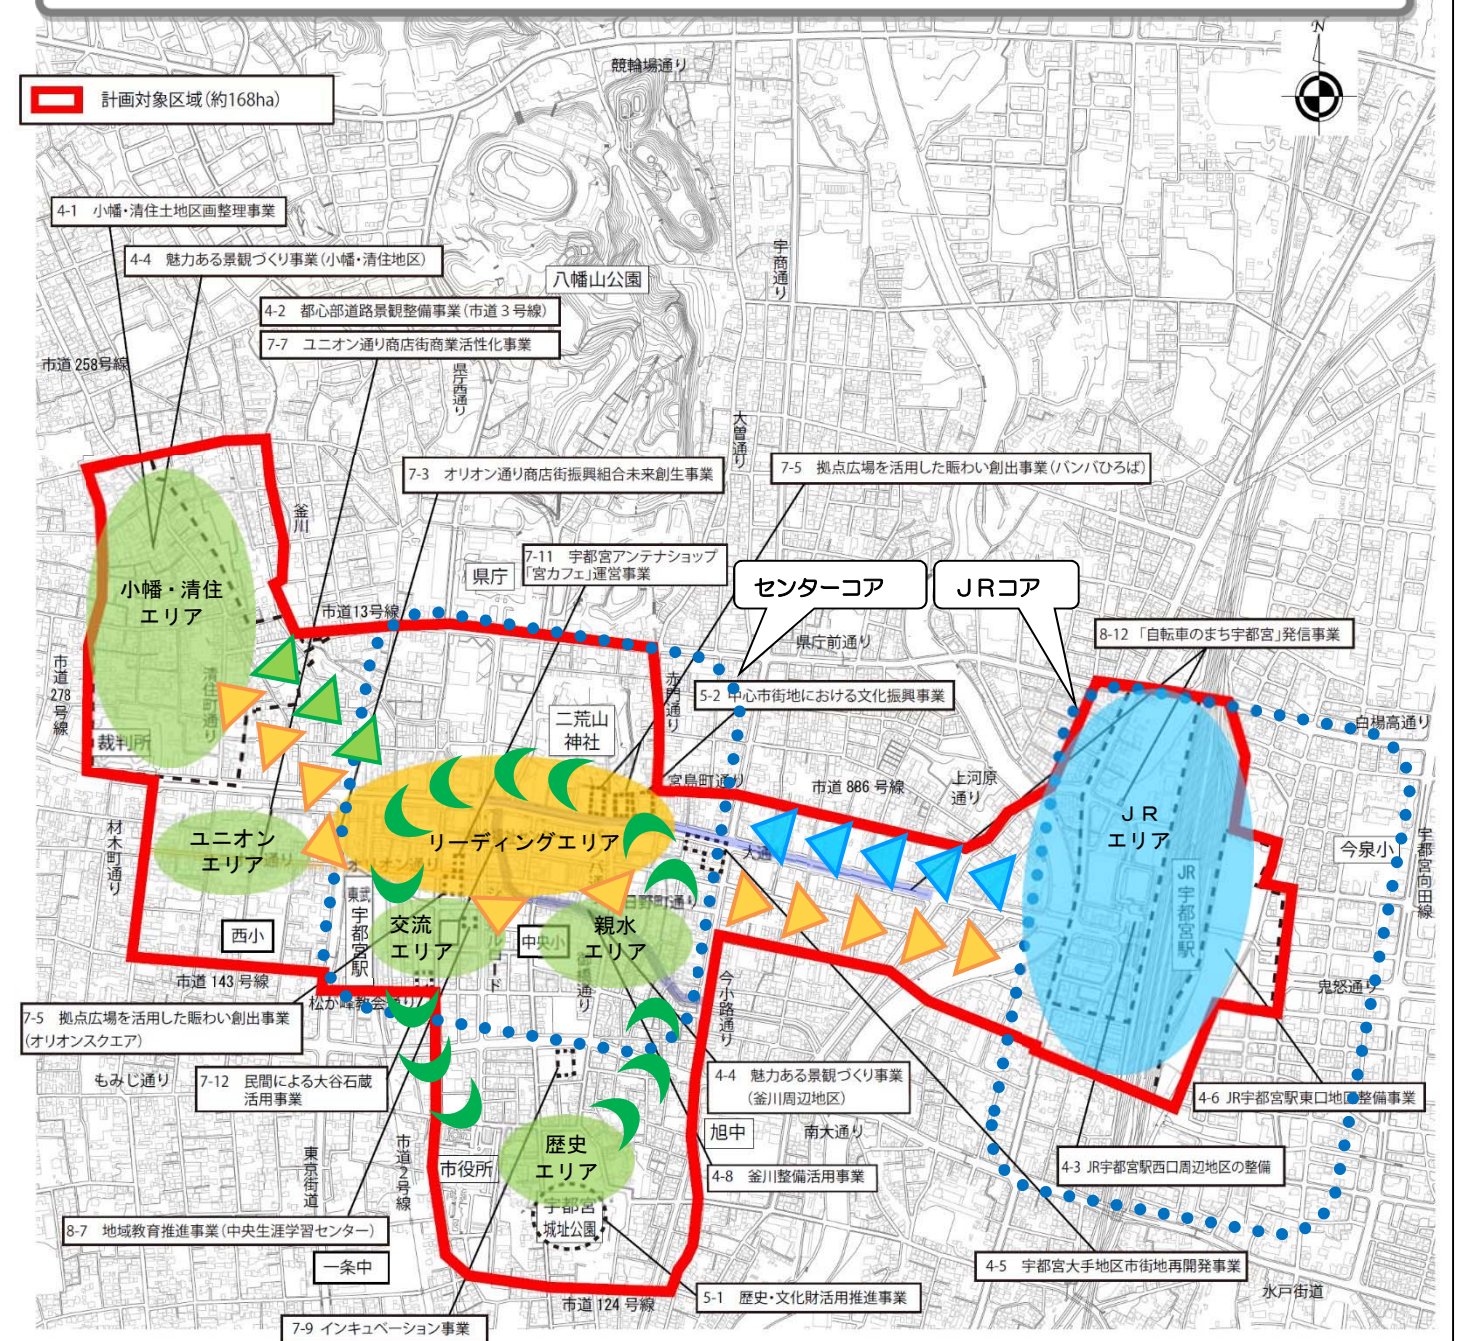 競輪場通り
N
計画対象区域(約168ha)
4-1 小幡・清住土地区画整理事業
4-4 魅力ある景観づくり事業(小幡・清住地区)
宇商通り
八幡山公園
4-2 都心部道路景観整備事業(市道3号線)
7-7 ユニオン通り商店街商業活性化事業
市道 258号線
県庁西通り
大曽通り
7-3 オリオン通り商店街振興組合未来創生事業
7-5 拠点広場を活用した賑わい創出事業(バンバひろば)
釜川
7-11 宇都宮アンテナショップ
「宮カフェ」運営事業
県庁
センターコア
JRコア
小幡・清住
エリア
市道13号線
県庁前通り
8-12 「自転車のまち宇都宮」発信事業
市道278号線
清住町通り
赤門通り
5-2 中心市街地における文化振興事業
二荒山
神社
白楊高通り
裁判所
宮島町通り
市道 886 号線
上河原
通り
材木町通り
ユニオン
エリア
リーディングエリア
JR
エリア
大通り
宇都宮向田線
今泉小
オリオン通り
東武宇都宮駅
JR宇都宮駅
日野町通り
交流
エリア
親水
エリア
西小
中央小
市道 143 号線
松が峰教会通り
今小路通り
鬼怒通り
7-5 拠点広場を活用した賑わい創出事業
(オリオンスクエア)
もみじ通り
7-12 民間による大谷石蔵
活用事業
4-4 魅力ある景観づくり事業
(釜川周辺地区)
4-6 JR宇都宮駅東口地区整備事業
旭中
南大通り
歴史
エリア
東京街道
市道2号線
市役所
4-3 JR宇都宮駅西口周辺地区の整備
4-8 釜川整備活用事業
宇都宮
城址公園
8-7 地域教育推進事業(中央生涯学習センター)
一条中
4-5 宇都宮大手地区市街地再開発事業
水戸街道
5-1 歴史・文化財活用推進事業
市道 124 号線
7-9 インキュベーション事業